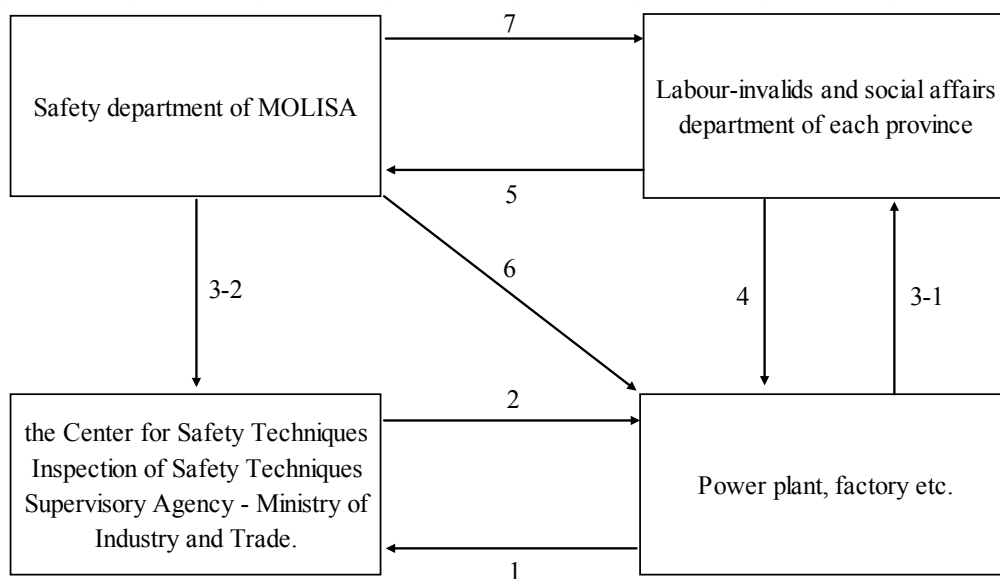 7
Safety department of MOLISA
Labour-invalids and social affairs
department of each province
5
6
3-2
4
3-1
the Center for Safety Techniques
Inspection of Safety Techniques
Supervisory Agency - Ministry of
Industry and Trade.
2
Power plant, factory etc.
1